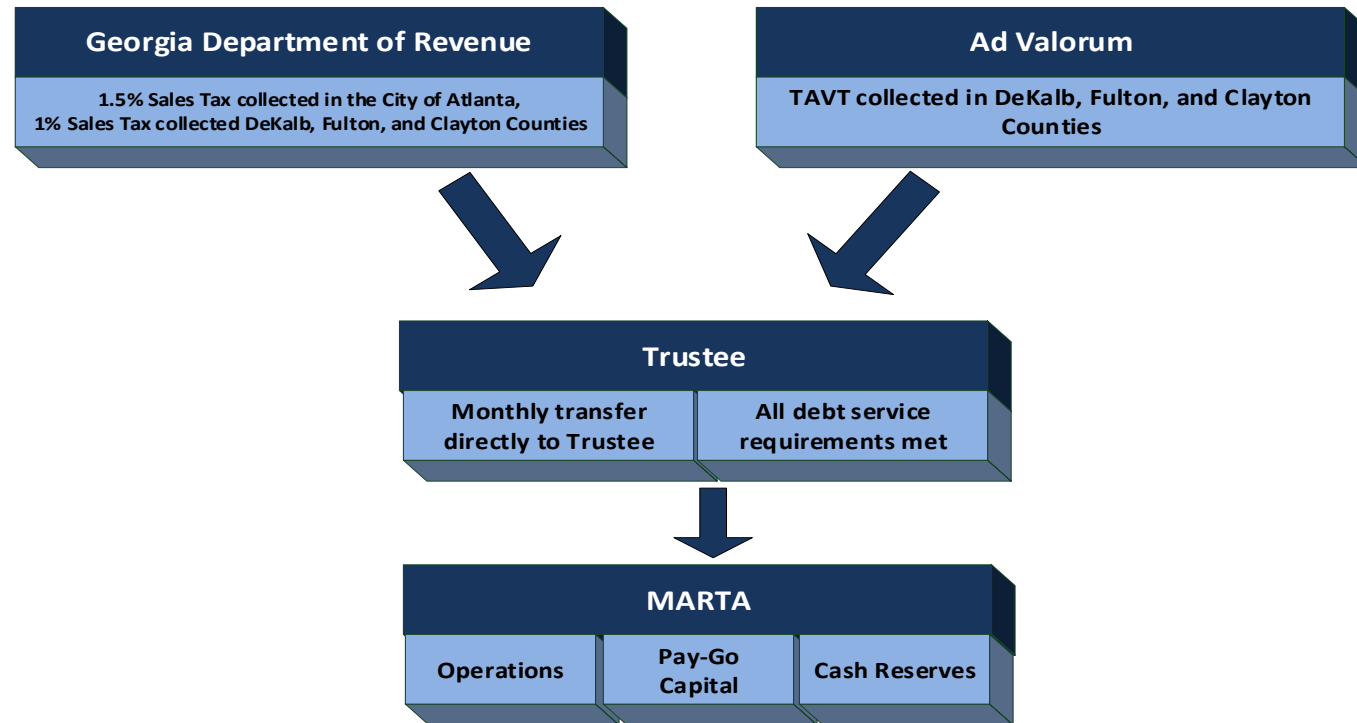 Georgia Department of Revenue
1.5% Sales Tax collected in the City of Atlanta,
1% Sales Tax collected DeKalb, Fulton, and Clayton Counties
Ad Valorum
TAVT collected in DeKalb, Fulton, and Clayton
Counties
Trustee
Monthly transfer
directly to Trustee
All debt service
requirements met
MARTA
Operations
Pay-Go
Capital
Cash Reserves